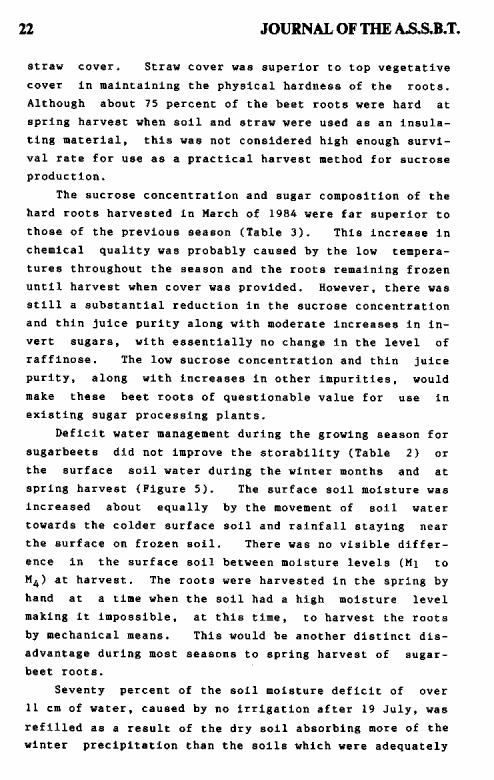 22 JOURNAL OF THE A.S.S.B.T.
straw cover. Straw cover was superior to top vegetative
cover in maintaining the physical hardness of the roots.
Although about 75 percent of the beet roots were hard at
spring harvest when soil and straw were used as an insula-
ting material, this was not considered high enough survi-
val rate for use as a practical harvest method for sucrose
production.
The sucrose concentration and sugar composition of the
hard roots harvested in March of 1984 were far superior to
those of the previous season (Table 3). This increase in
chemical quality was probably caused by the low tempera-
tures throughout the season and the roots remaining frozen
until harvest when cover was provided. However, there was
still a substantial reduction in the sucrose concentration
and thin juice purity along with moderate increases in in-
vert sugars, with essentially no change in the level of
raffinose. The low sucrose concentration and thin juice
purity, along with increases in other impurities, would
make these beet roots of questionable value for use in
existing sugar processing plants.
Deficit water management during the growing season for
sugarbeets did not improve the storability (Table 2) or
the surface soil water during the winter months and at
spring harvest (Figure 5). The surface soil moisture was
increased about equally by the movement of soil water
towards the colder surface soil and rainfall staying near
the surface on frozen soil. There was no visible differ-
ence in the surface soil between moisture levels (M1 to
M4) at harvest. The roots were harvested in the spring by
hand at a time when the soil had a high moisture level
making it impossible, at this time, to harvest the roots
by mechanical means. This would be another distinct dis-
advantage during most seasons to spring harvest of sugar-
beet roots.
Seventy percent of the soil moisture deficit of over
11 cm of water, caused by no irrigation after 19 July, was
refilled as a result of the dry soil absorbing more of the
winter precipitation than the soils which were adequately